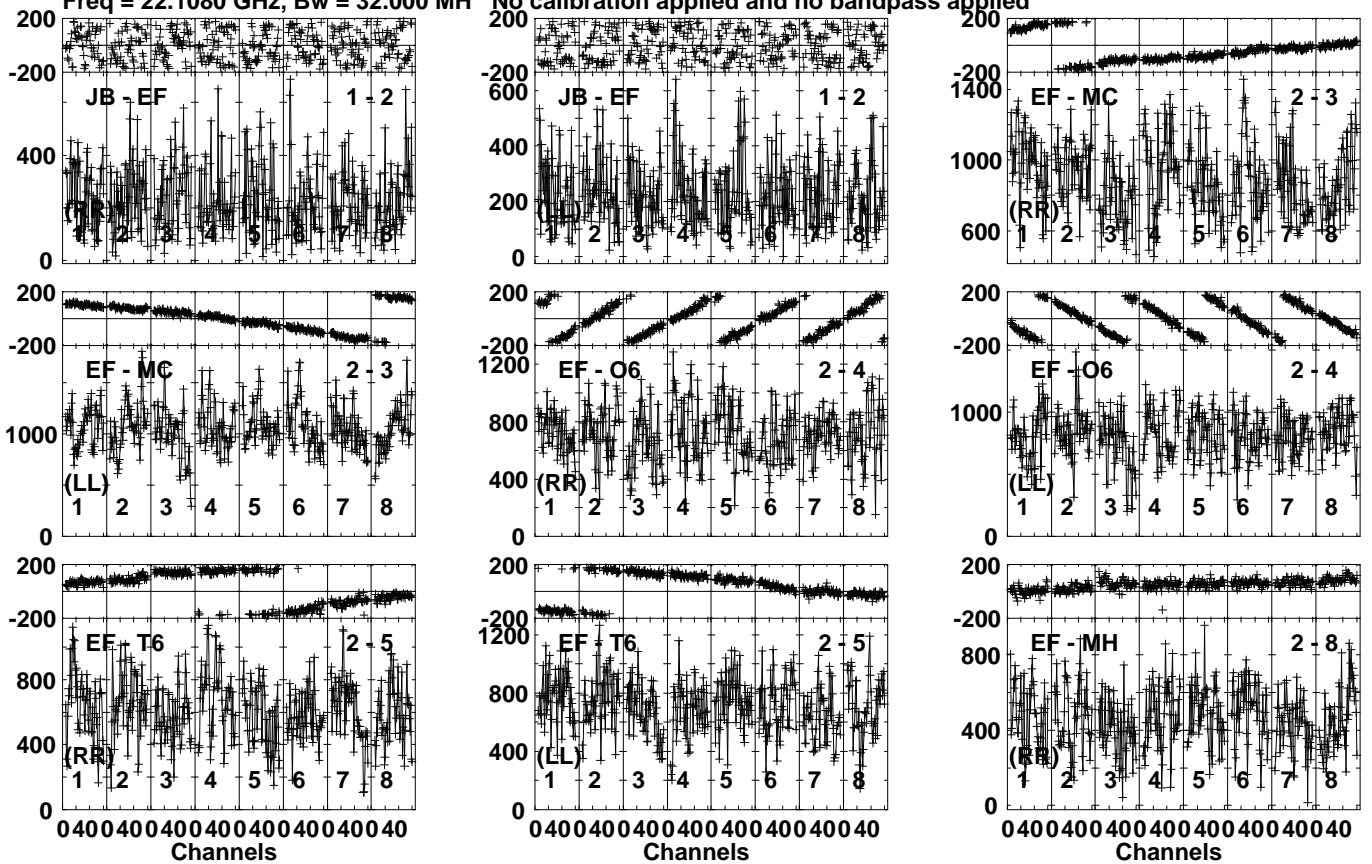 Freq = 22.1080 GHz, Bw = 32.000 MH No calibration applied and no bandpass applied
200
-200
JB - EF 1 - 2
400
(RR)
1 2 3 4 5 6 7 8
0
200
-200
600
JB - EF 1 - 2
400
200
(LL)
1 2 3 4 5 6 7 8
0
200
-200
1400
EF - MC 2 - 3
1000
(RR)
600
1 2 3 4 5 6 7 8
200
-200
EF - MC 2 - 3
1000
(LL)
1 2 3 4 5 6 7 8
0
200
-200
1200
EF - O6 2 - 4
800
400
(RR)
1 2 3 4 5 6 7 8
0
200
-200
EF - O6 2 - 4
1000
(LL)
1 2 3 4 5 6 7 8
0
200
-200
EF - T6 2 - 5
800
400
(RR)
1 2 3 4 5 6 7 8
0
0 40 0 40 0 40 0 40 0 40 0 40 0 40 0 40
Channels
200
-200
1200
EF - T6 2 - 5
800
400
(LL)
1 2 3 4 5 6 7 8
0
0 40 0 40 0 40 0 40 0 40 0 40 0 40 0 40
Channels
200
-200
800
EF - MH 2 - 8
400
(RR)
1 2 3 4 5 6 7 8
0
0 40 0 40 0 40 0 40 0 40 0 40 0 40 0 40
Channels